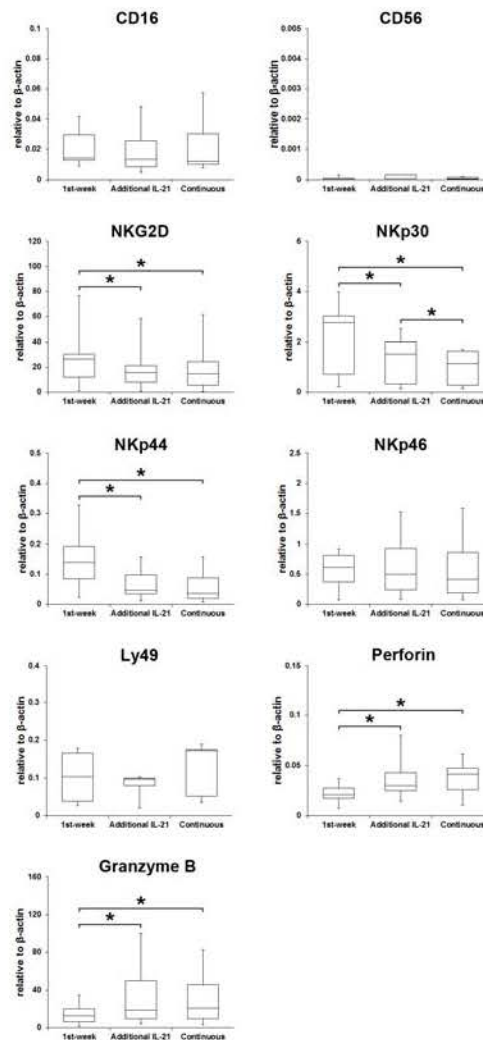 CD16
relative to β-actin
0.1
0.08
0.06
0.04
0.02
0
1st-week Additional IL-21 Continuous
CD56
relative to β-actin
0.005
0.004
0.003
0.002
0.001
0
1st-week Additional IL-21 Continuous
NKG2D
relative to β-actin
120
100
80
60
40
20
0
* *
1st-week Additional IL-21 Continuous
NKp30
relative to β-actin
6
4
2
0
* * *
1st-week Additional IL-21 Continuous
NKp44
relative to β-actin
0.5
0.4
0.3
0.2
0.1
0
* *
1st-week Additional IL-21 Continuous
NKp46
relative to β-actin
2.5
2
1.5
1
0.5
0
1st-week Additional IL-21 Continuous
Ly49
relative to β-actin
0.4
0.3
0.2
0.1
0
1st-week Additional IL-21 Continuous
Perforin
relative to β-actin
0.15
0.1
0.05
0
* *
1st-week Additional IL-21 Continuous
Granzyme B
relative to β-actin
160
120
80
40
0
* *
1st-week Additional IL-21 Continuous